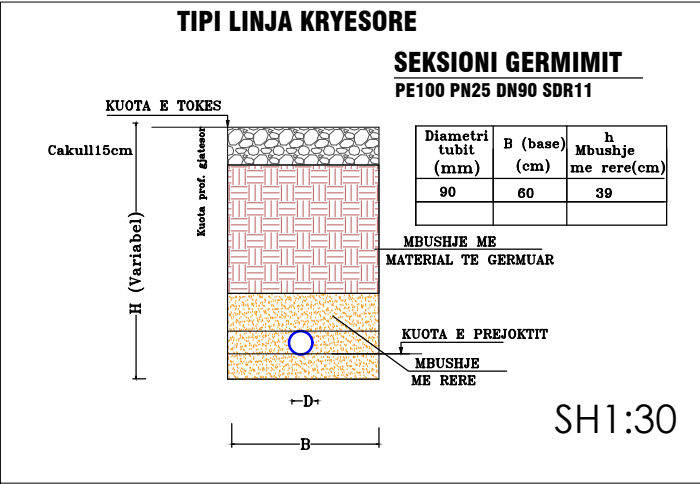 TIPI LINJA KRYESORE
SEKSIONI GERMIMIT
PE100 PN25 DN90 SDR11
KUOTA E TOKES
Cakull15cm
Kuota prof. gjatesor
H (Variabel)
Diametri
tubit
(mm)
B (base)
(cm)
h
Mbushje
me rere(cm)
90
60
39
MBUSHJE ME
MATERIAL TE GERMUAR
KUOTA E PREJOKTIT
MBUSHJE
ME RERE
D
B
SH1:30